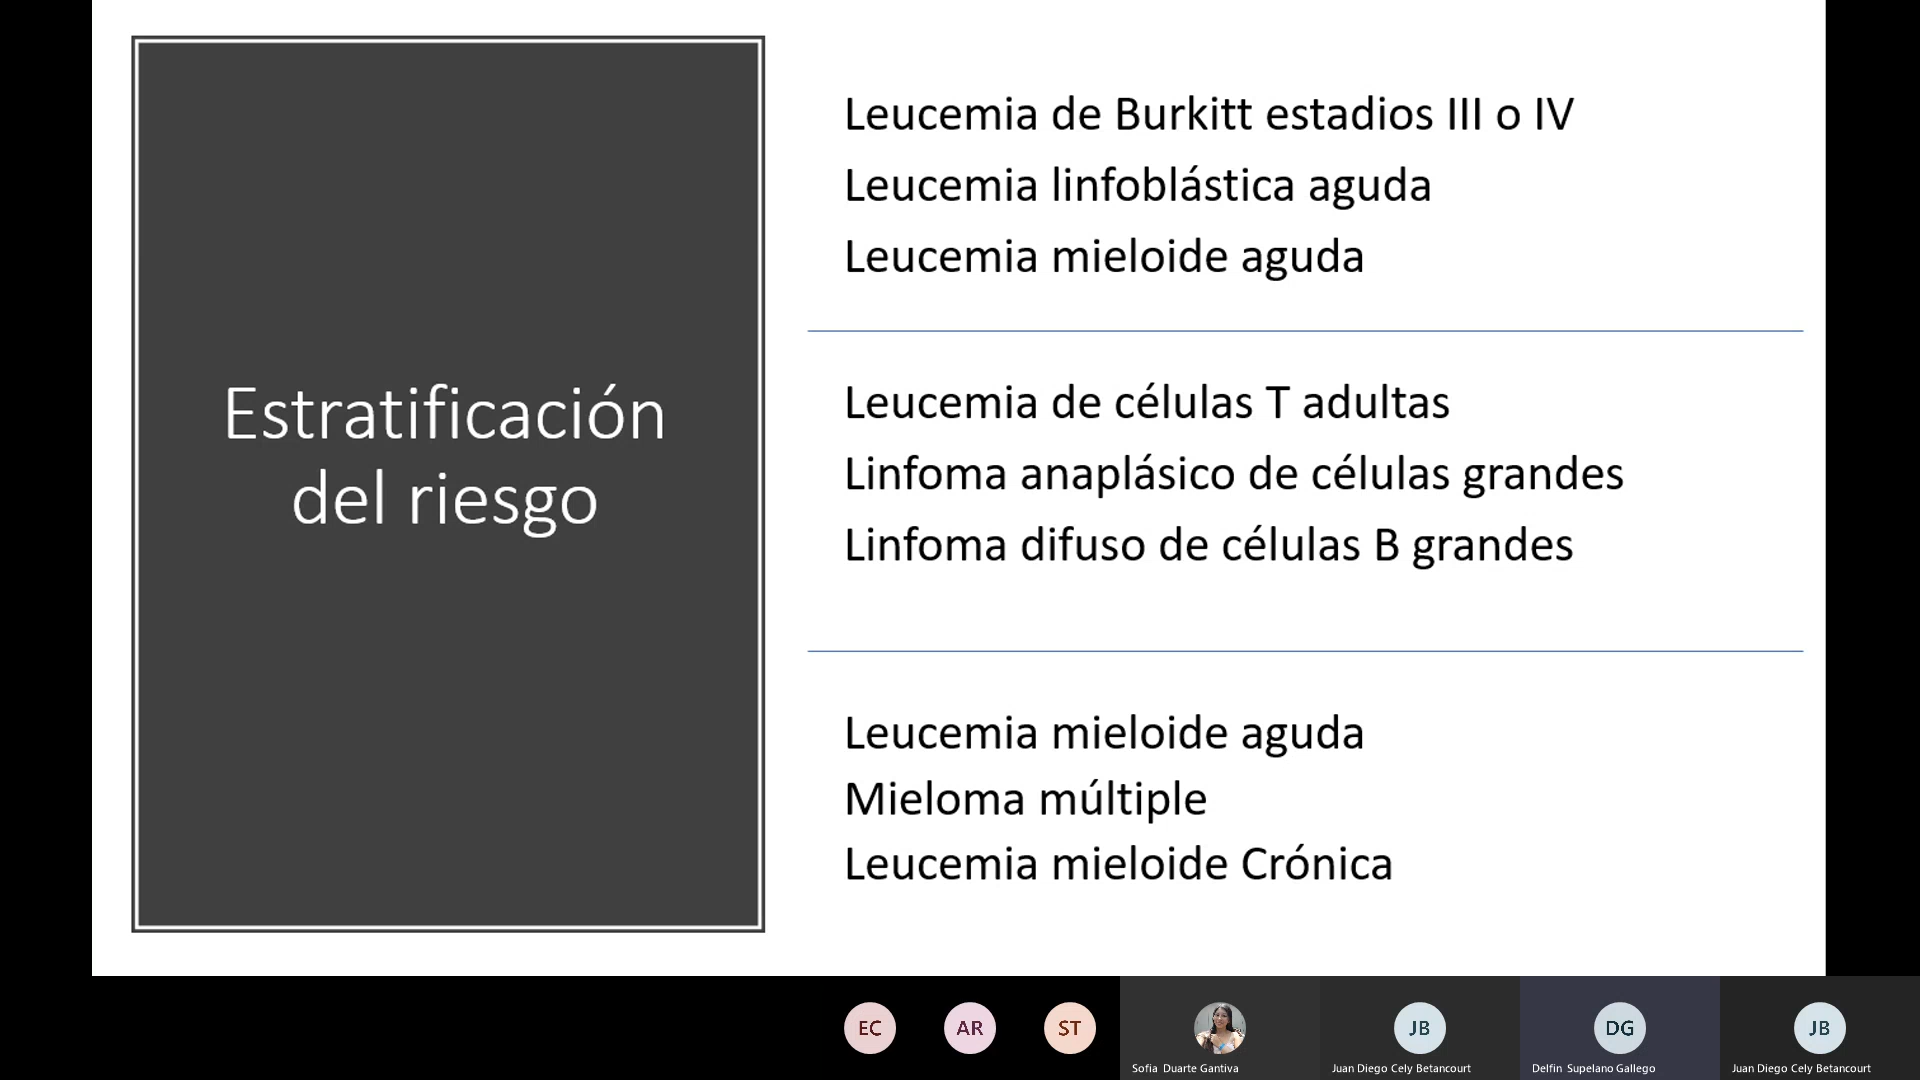 Estratificación
del riesgo
Leucemia de Burkitt estadios III o IV
Leucemia linfoblástica aguda
Leucemia mieloide aguda
Leucemia de células T adultas
Linfoma anaplásico de células grandes
Linfoma difuso de células B grandes
Leucemia mieloide aguda
Mieloma múltiple
Leucemia mieloide Crónica
EC
AR
ST
JB
DG
JB
Sofia Duarte Gantiva
Juan Diego Cely Betancourt
Delfin Supelano Gallego
Juan Diego Cely Betancourt